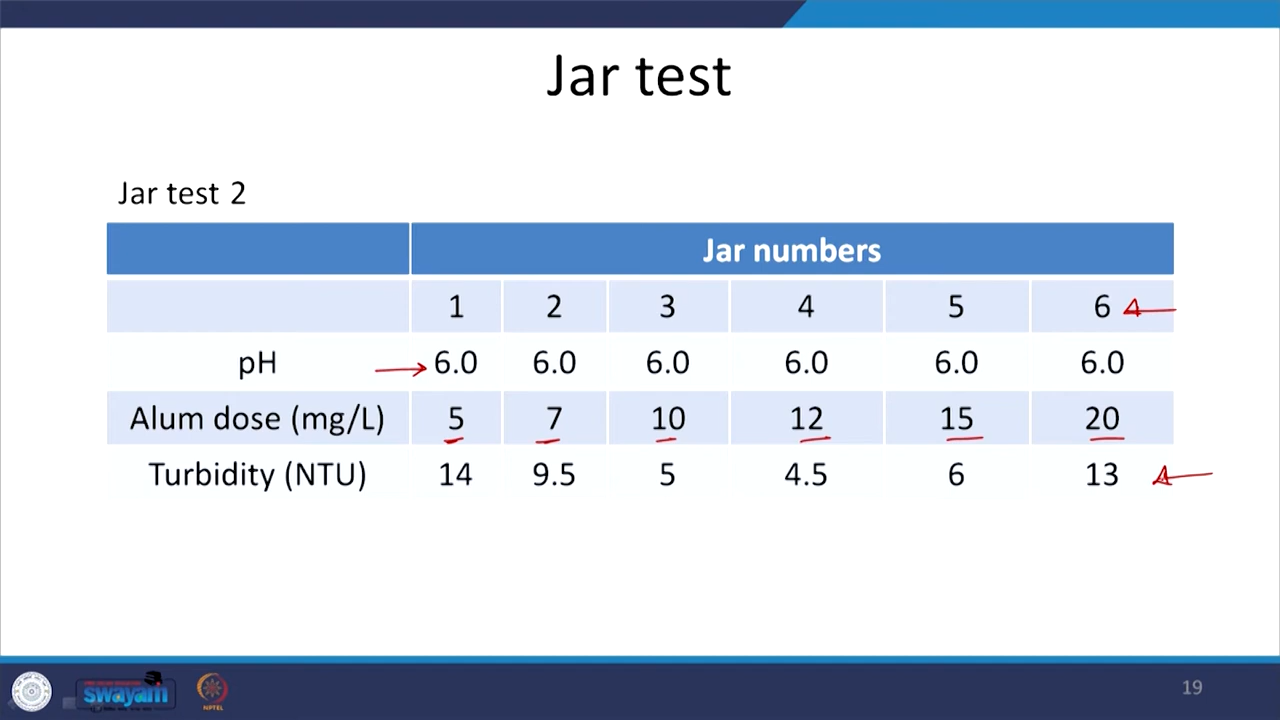 Jar test
Jar test 2
Jar numbers
1 2 3 4 5 6
pH 6.0 6.0 6.0 6.0 6.0 6.0
Alum dose (mg/L) 5 7 10 12 15 20
Turbidity (NTU) 14 9.5 5 4.5 6 13
swayam
NPTEL
19